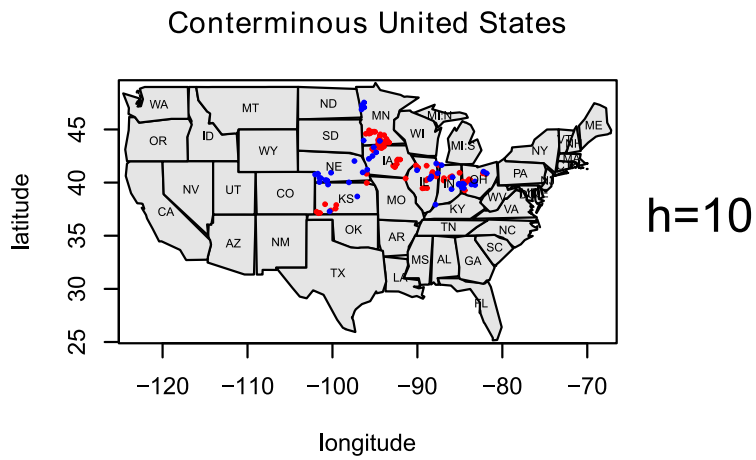 Conterminous United States
WA
MT
ND
MN
MI:N
ME
OR
ID
SD
WI
MI:S
NY
NH
WY
IA
PA
NJ
NV
UT
CO
NE
IL
IN
OH
WV
VA
CA
KS
MO
KY
AZ
NM
OK
AR
TN
NC
TX
LA
MS
AL
GA
SC
FL
latitude
25
30
35
40
45
−120
−110
−100
−90
−80
−70
longitude
h=10